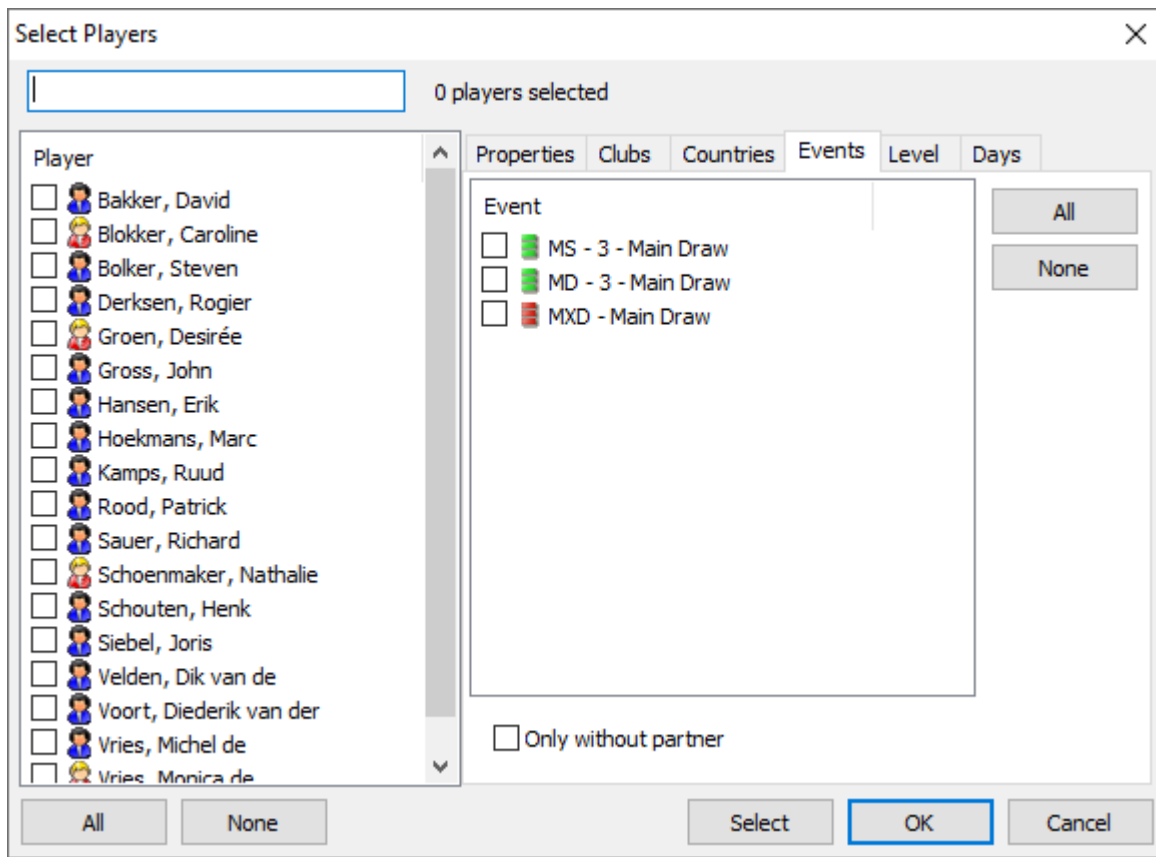 Select Players
0 players selected
Player
Bakker, David
Blokker, Caroline
Bolker, Steven
Derksen, Rogier
Groen, Desirée
Gross, John
Hansen, Erik
Hoekmans, Marc
Kamps, Ruud
Rood, Patrick
Sauer, Richard
Schoenmaker, Nathalie
Schouten, Henk
Siebel, Joris
Velden, Dik van de
Voort, Diederik van der
Vries, Michel de
Vries, Monica de
Properties Clubs Countries Events Level Days
Event
MS - 3 - Main Draw
MD - 3 - Main Draw
MXD - Main Draw
All
None
Only without partner
All None Select OK Cancel